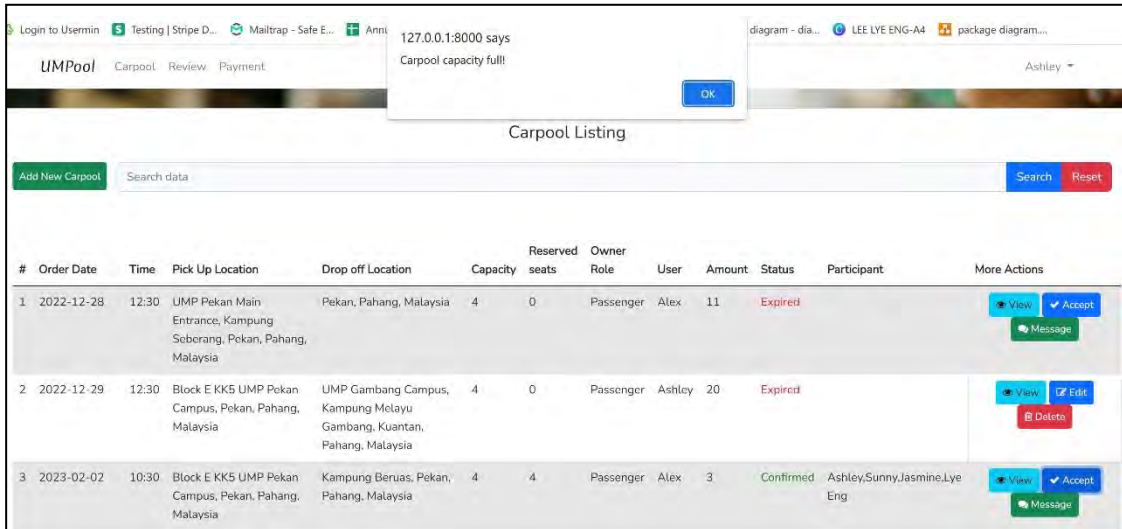 Login to Usermin Testing | Stripe D... Mailtrap - Safe E... diagram - dia... LEE LYE ENG-A4 package diagram....
127.0.0.1:8000 says
Carpool capacity full!
OK
UMPool Carpool Review Payment Ashley
Carpool Listing
Add New Carpool Search data Search Reset
# Order Date Time Pick Up Location Drop off Location Capacity Reserved seats Owner Role User Amount Status Participant More Actions
1 2022-12-28 12:30 UMP Pekan Main Pekan, Pahang, Malaysia 4 0 Passenger Alex 11 Expired View Accept
Entrance, Kampung Message
Seberang, Pekan, Pahang,
Malaysia
2 2022-12-29 12:30 Block E KK5 UMP Pekan UMP Gambang Campus, 4 0 Passenger Ashley 20 Expired View Edit
Campus, Pekan, Pahang, Kampung Melayu Delete
Malaysia Gambang, Kuantan,
Pahang, Malaysia
3 2023-02-02 10:30 Block E KK5 UMP Pekan Kampung Beruas, Pekan, 4 4 Passenger Alex 3 Confirmed Ashley,Sunny,Jasmine,Lye View Accept
Campus, Pekan, Pahang, Pahang, Malaysia Eng Message
Malaysia